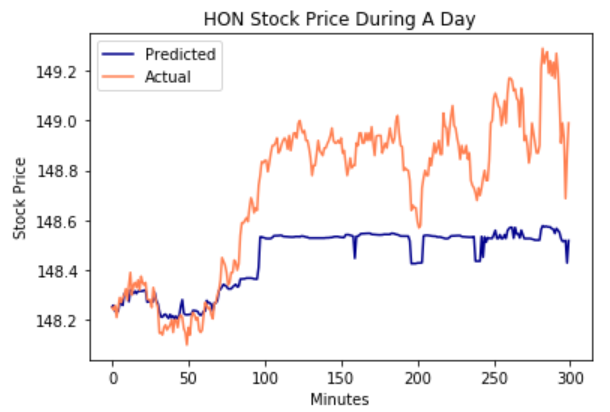 HON Stock Price During A Day
Predicted
Actual
Stock Price
149.2
149.0
148.8
148.6
148.4
148.2
0 50 100 150 200 250 300
Minutes